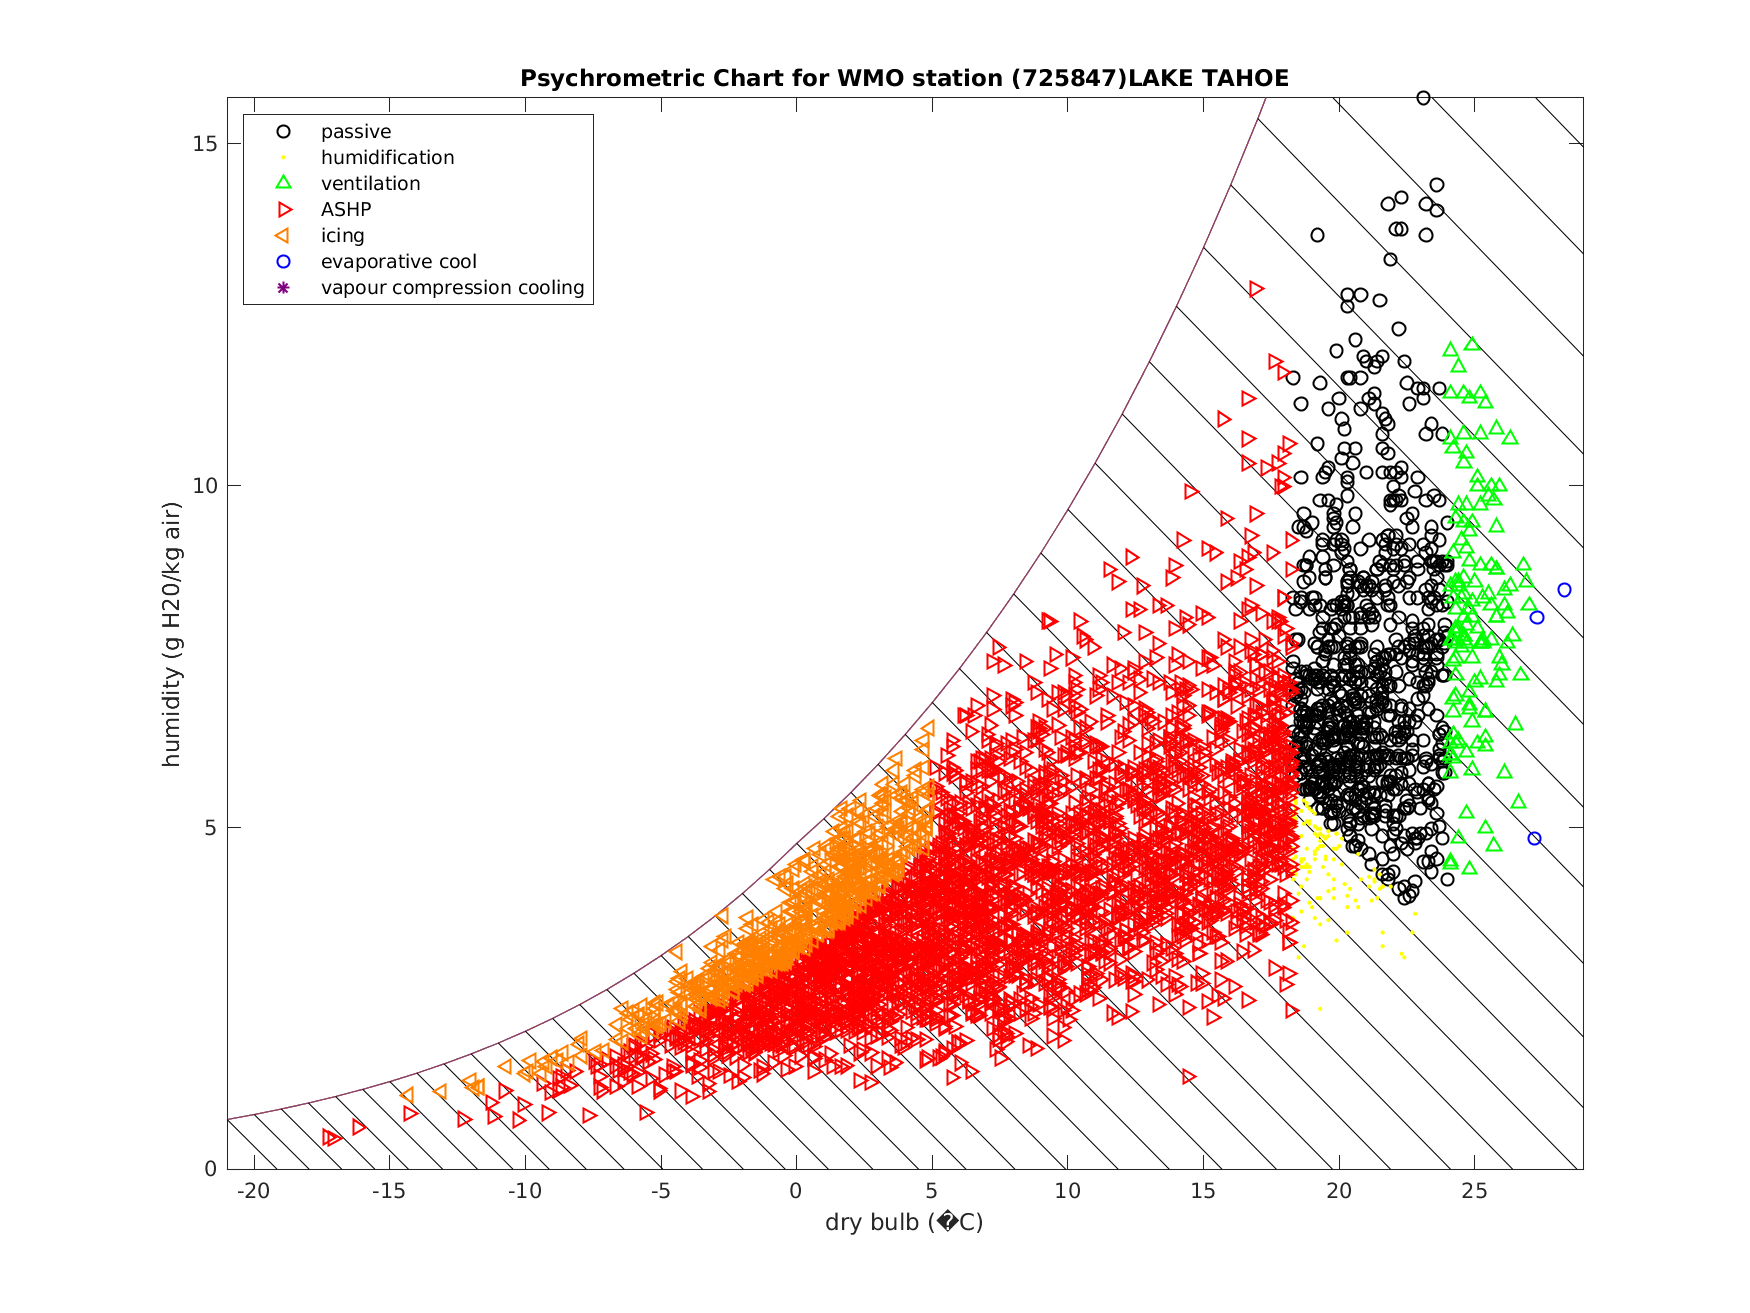 Psychrometric Chart for WMO station (725847)LAKE TAHOE
passive
humidification
ventilation
ASHP
icing
evaporative cool
vapour compression cooling
humidity (g H20/kg air)
15
10
5
0
-20 -15 -10 -5 0 5 10 15 20 25
dry bulb (�C)